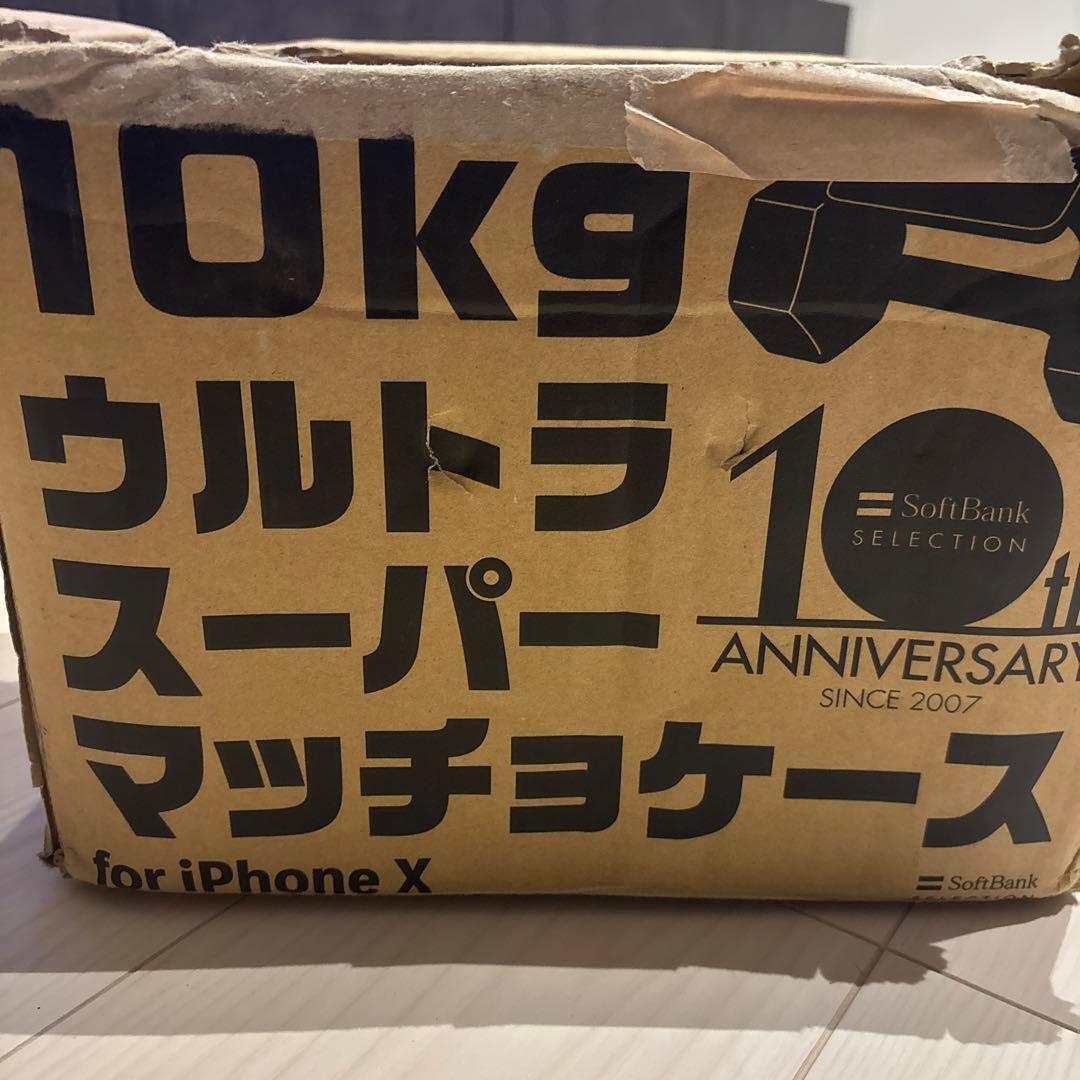 10kg
ウルトラ
スーパー
マッチョケース
for iPhone X
10th
SoftBank
SELECTION
ANNIVERSARY
SINCE 2007
SoftBank
SELECTION